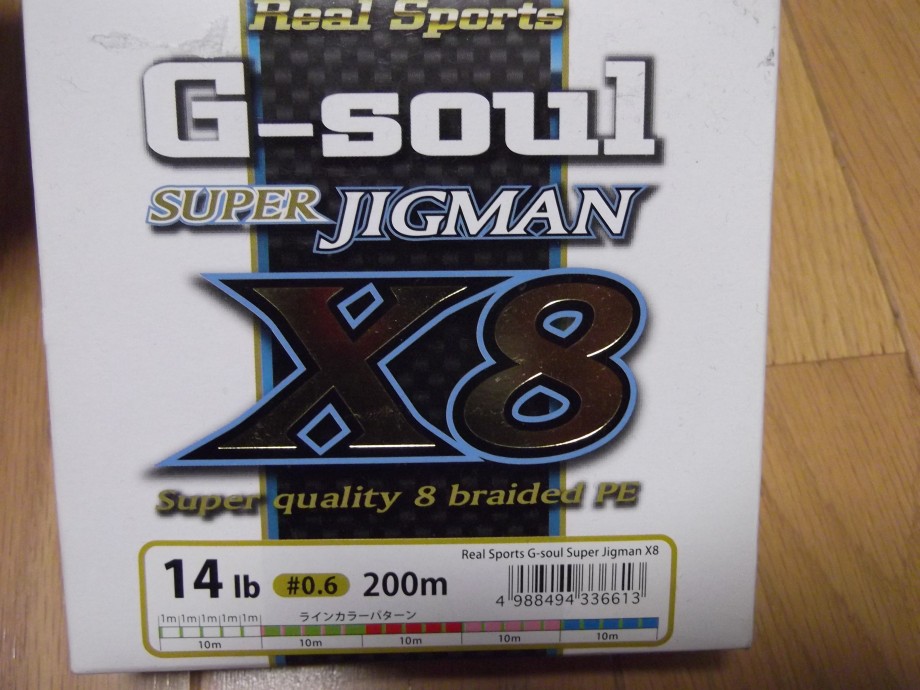 Real Sports
G-soul
SUPER JIGMAN
X8
Super quality 8 braided PE
Real Sports G-soul Super Jigman X8
14 lb #0.6 200m
4 988494 336613
ラインカラーパターン
1m 1m 1m 1m 1m
10m 10m 10m 10m 10m